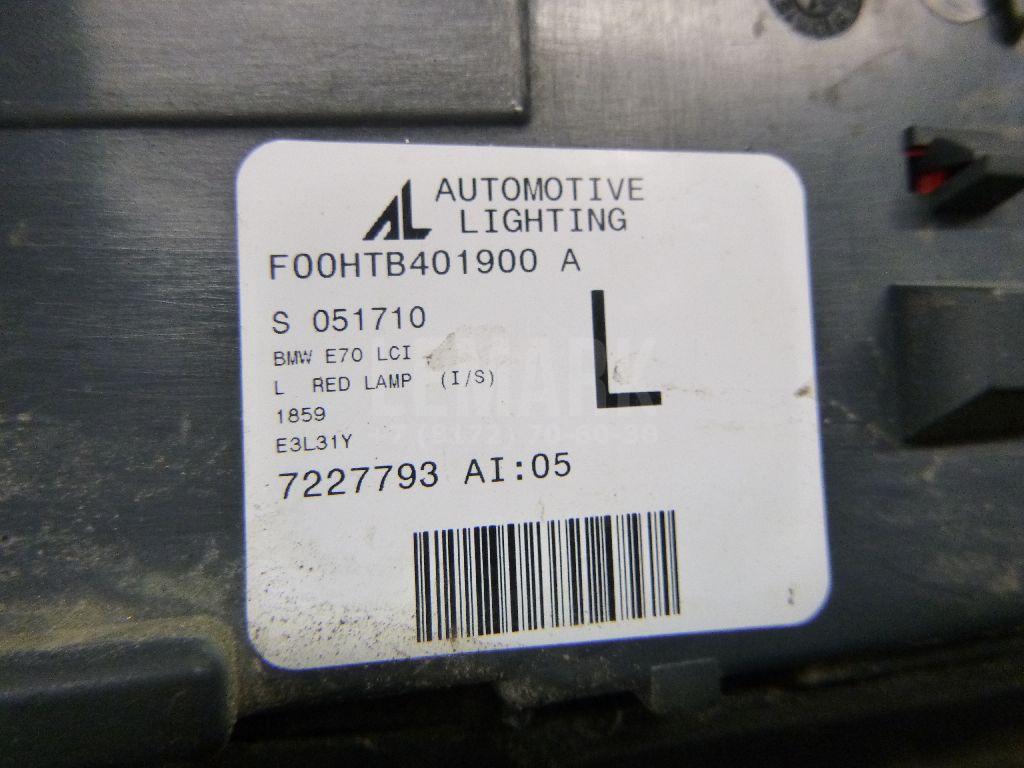 AL AUTOMOTIVE
LIGHTING
F00HTB401900 A
S 051710
L
BMW E70 LCI
L RED LAMP (I/S)
1859
E3L31Y
7227793 AI:05